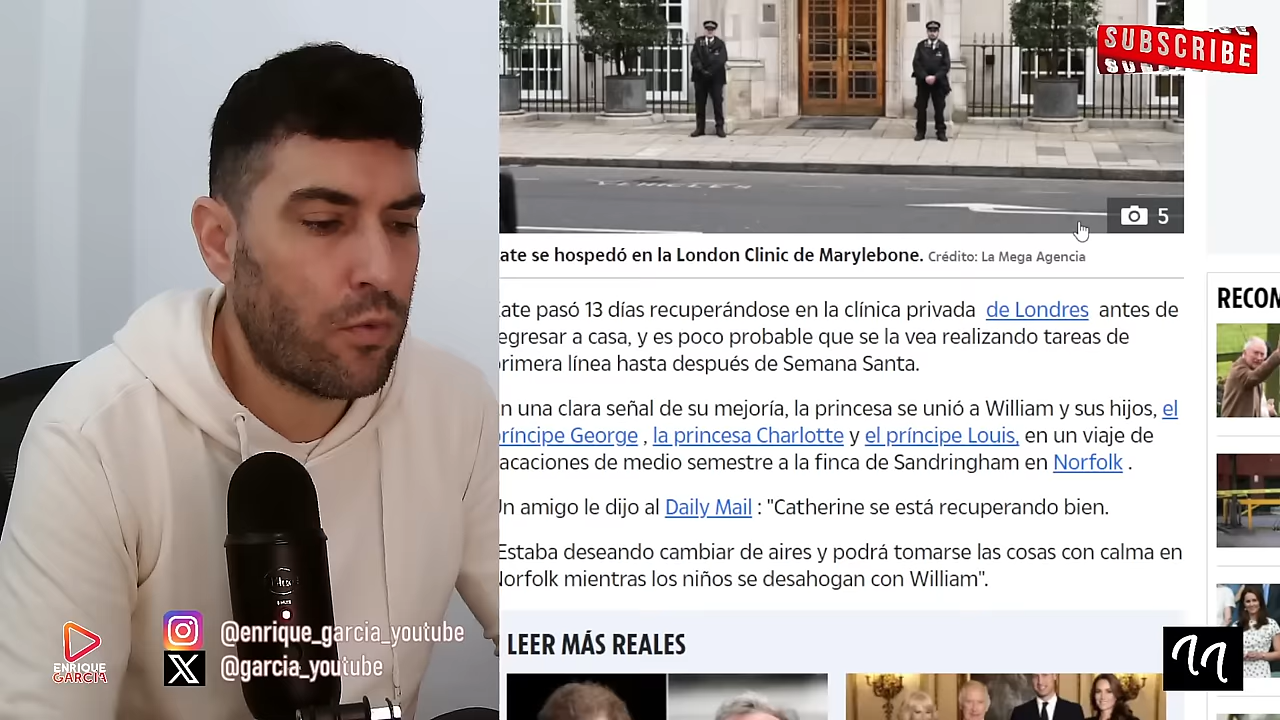 SUBSCRIBE
VEHICLES
5
ate se hospedó en la London Clinic de Marylebone. Crédito: La Mega Agencia
ate pasó 13 días recuperándose en la clínica privada de Londres antes de
egresar a casa, y es poco probable que se la vea realizando tareas de
rimera línea hasta después de Semana Santa.
n una clara señal de su mejoría, la princesa se unió a William y sus hijos, el
ríncipe George , la princesa Charlotte y el príncipe Louis, en un viaje de
acaciones de medio semestre a la finca de Sandringham en Norfolk .
n amigo le dijo al Daily Mail : "Catherine se está recuperando bien.
Estaba deseando cambiar de aires y podrá tomarse las cosas con calma en
Norfolk mientras los niños se desahogan con William".
LEER MÁS REALES
RECOM
blue
@enrique_garcia_youtube
@garcia_youtube
ENRIQUE
GARCIA